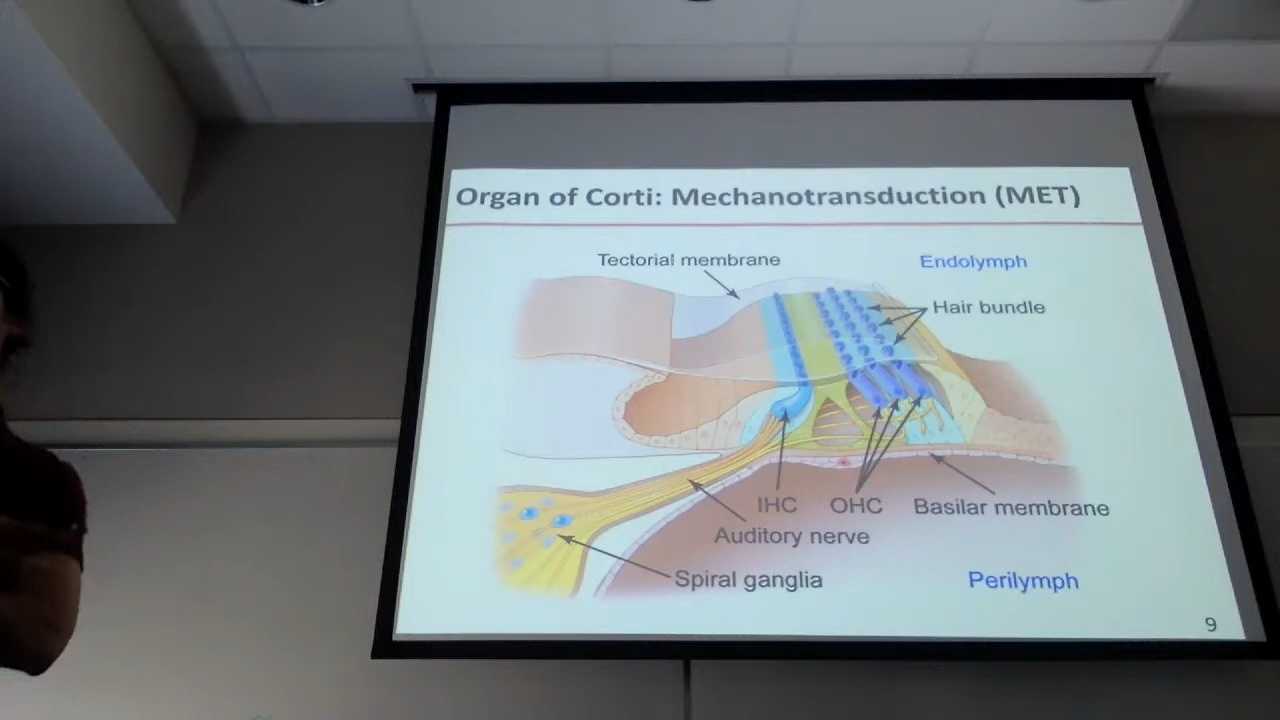 Organ of Corti: Mechanotransduction (MET)
Tectorial membrane
Endolymph
Hair bundle
IHC
OHC
Basilar membrane
Auditory nerve
Spiral ganglia
Perilymph
9